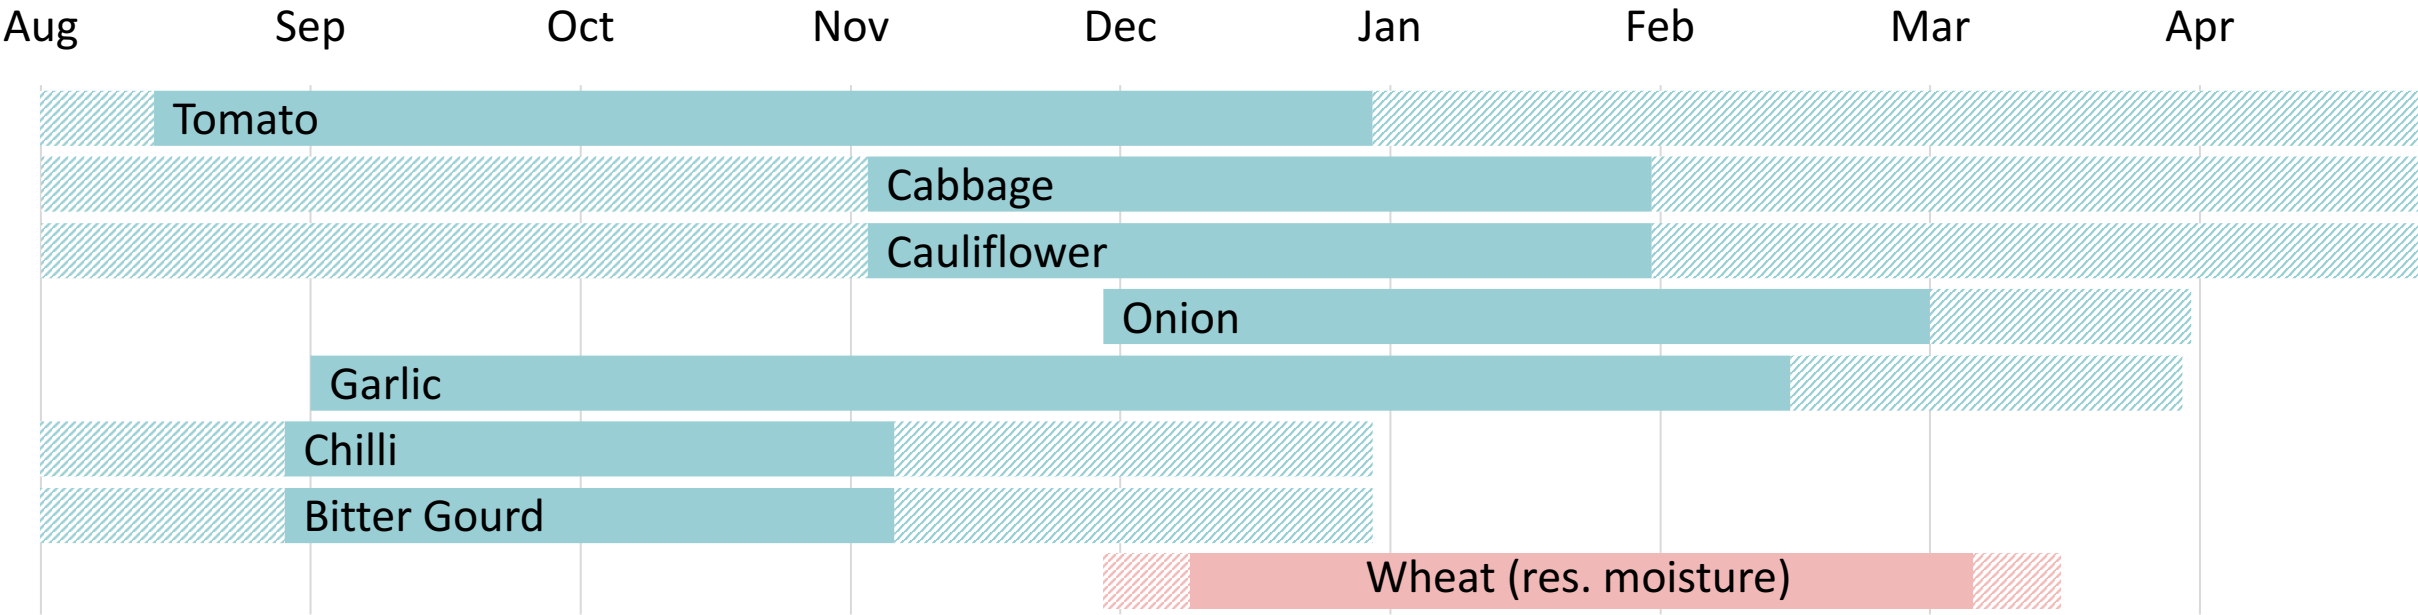 Aug Sep Oct Nov Dec Jan Feb Mar Apr
Tomato
Cabbage
Cauliflower
Onion
Garlic
Chilli
Bitter Gourd
Wheat (res. moisture)